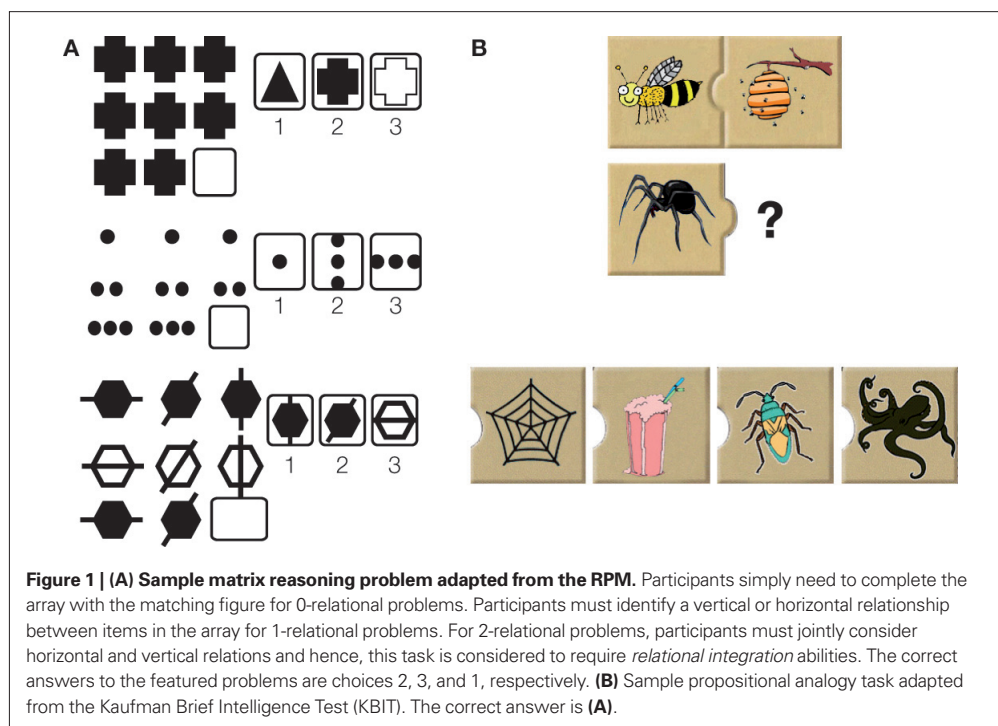 A
B
1 2 3
?
1 2 3
1 2 3
Figure 1 | (A) Sample matrix reasoning problem adapted from the RPM. Participants simply need to complete the
array with the matching figure for 0-relational problems. Participants must identify a vertical or horizontal relationship
between items in the array for 1-relational problems. For 2-relational problems, participants must jointly consider
horizontal and vertical relations and hence, this task is considered to require relational integration abilities. The correct
answers to the featured problems are choices 2, 3, and 1, respectively. (B) Sample propositional analogy task adapted
from the Kaufman Brief Intelligence Test (KBIT). The correct answer is (A).